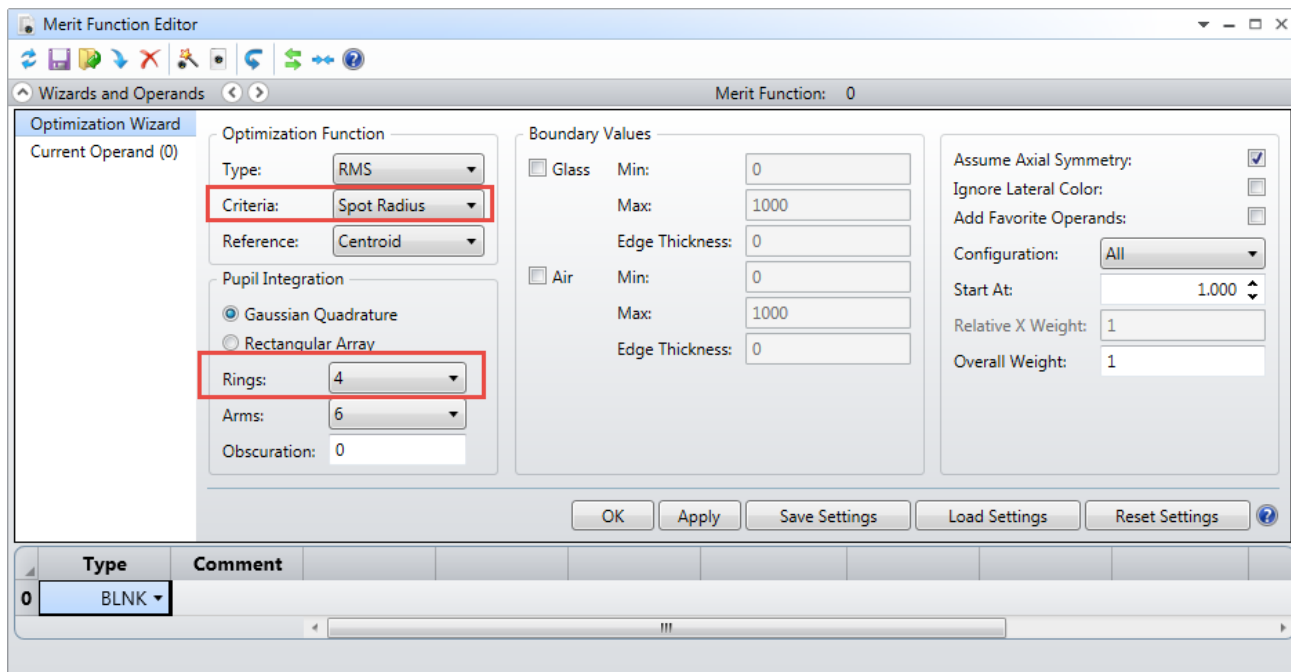 Merit Function Editor
Wizards and Operands Merit Function: 0
Optimization Wizard
Current Operand (0)
Optimization Function
Type: RMS
Criteria: Spot Radius
Reference: Centroid
Pupil Integration
Gaussian Quadrature
Rectangular Array
Rings: 4
Arms: 6
Obscuration: 0
Boundary Values
Glass Min: 0
Max: 1000
Edge Thickness: 0
Air Min: 0
Max: 1000
Edge Thickness: 0
Assume Axial Symmetry:
Ignore Lateral Color:
Add Favorite Operands:
Configuration: All
Start At: 1.000
Relative X Weight: 1
Overall Weight: 1
OK Apply Save Settings Load Settings Reset Settings
Type Comment
0 BLNK